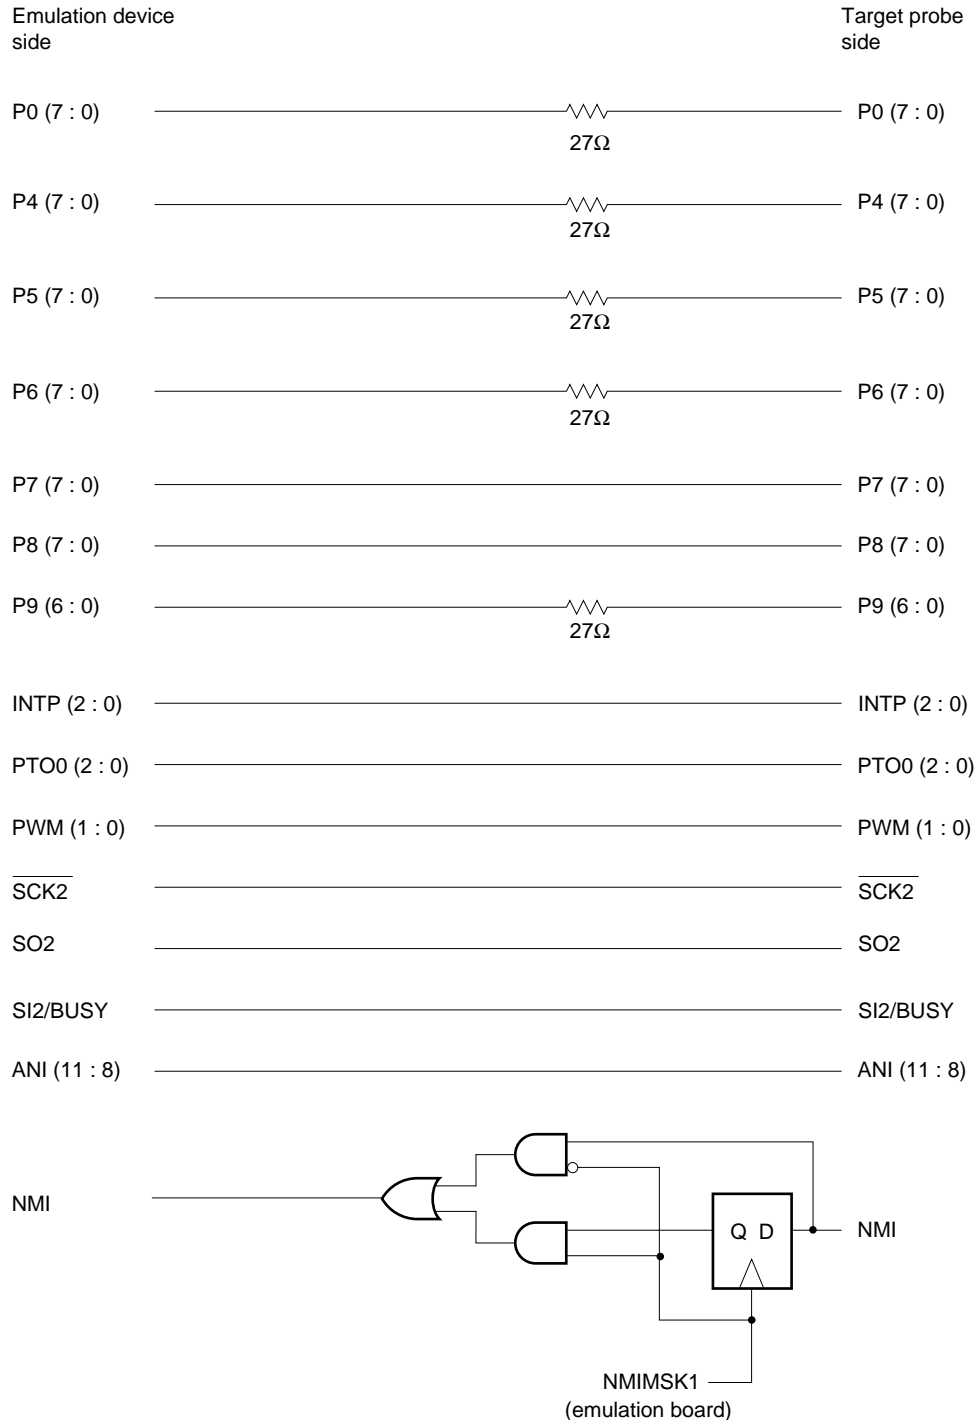 Emulation device side
Target probe side
P0 (7 : 0)
27Ω
P0 (7 : 0)
P4 (7 : 0)
27Ω
P4 (7 : 0)
P5 (7 : 0)
27Ω
P5 (7 : 0)
P6 (7 : 0)
27Ω
P6 (7 : 0)
P7 (7 : 0)
P7 (7 : 0)
P8 (7 : 0)
P8 (7 : 0)
P9 (6 : 0)
27Ω
P9 (6 : 0)
INTP (2 : 0)
INTP (2 : 0)
PTO0 (2 : 0)
PTO0 (2 : 0)
PWM (1 : 0)
PWM (1 : 0)
SCK2
SCK2
SO2
SO2
SI2/BUSY
SI2/BUSY
ANI (11 : 8)
ANI (11 : 8)
NMI
Q D
NMI
NMIMSK1
(emulation board)